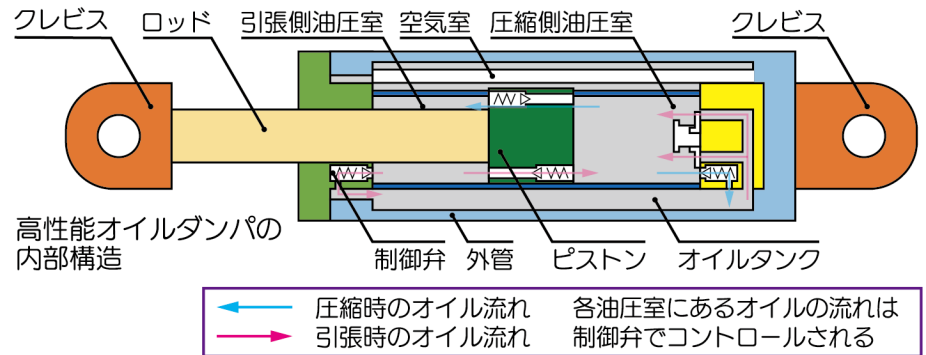 クレビス
ロッド
引張側油圧室
空気室
圧縮側油圧室
クレビス
高性能オイルダンパの
内部構造
制御弁
外管
ピストン
オイルタンク
圧縮時のオイル流れ
引張時のオイル流れ
各油圧室にあるオイルの流れは
制御弁でコントロールされる